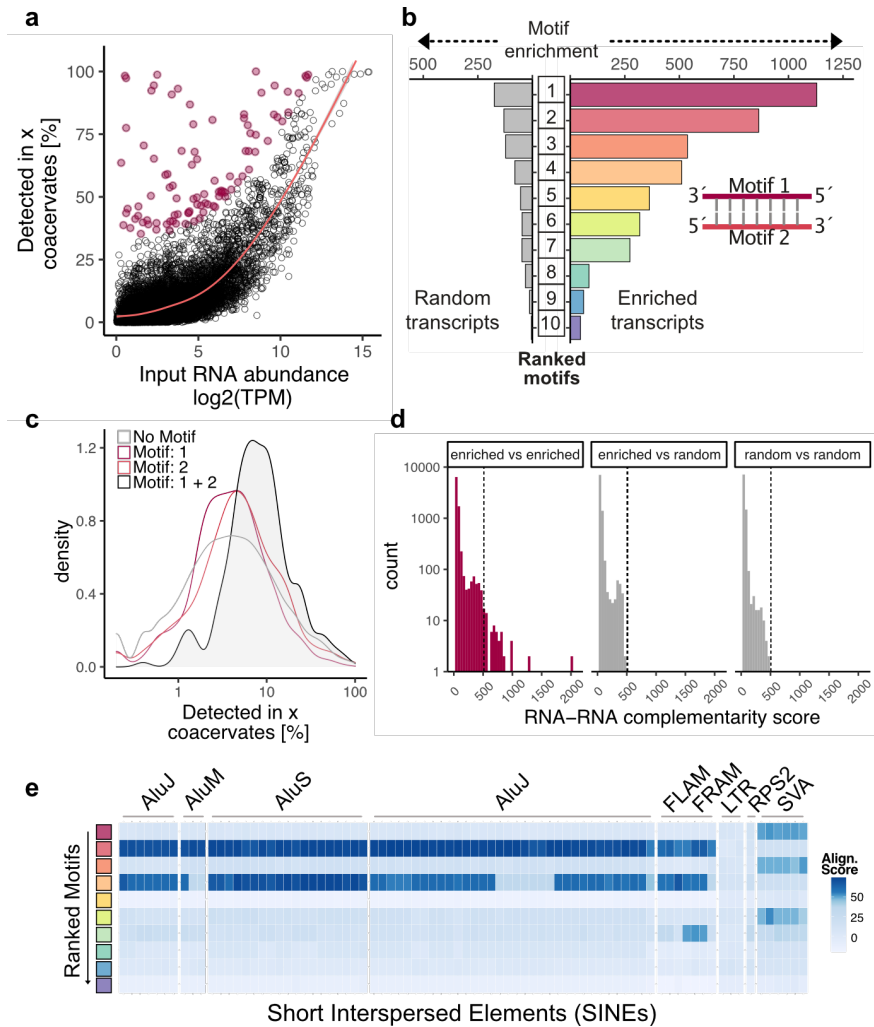 a
Detected in x
coacervates [%]
100
75
50
25
0
0
5
10
15
Input RNA abundance
log2(TPM)
b
Motif
enrichment
500
250
250
500
750
1000
1250
1
2
3
4
5
6
7
8
9
10
Random
transcripts
Enriched
transcripts
Ranked
motifs
3´ Motif 1 5´
5´ Motif 2 3´
c
No Motif
Motif: 1
Motif: 2
Motif: 1 + 2
density
1.2
0.8
0.4
0.0
1
10
100
Detected in x
coacervates [%]
d
enriched vs enriched
enriched vs random
random vs random
count
10000
1000
100
10
1
0
500
1000
1500
2000
0
500
1000
1500
2000
0
500
1000
1500
2000
RNA−RNA complementarity score
e
AluJ
AluM
AluS
AluJ
FLAM
FRAM
LTR
RPS2
SVA
Ranked Motifs
Align.
Score
50
25
0
Short Interspersed Elements (SINEs)